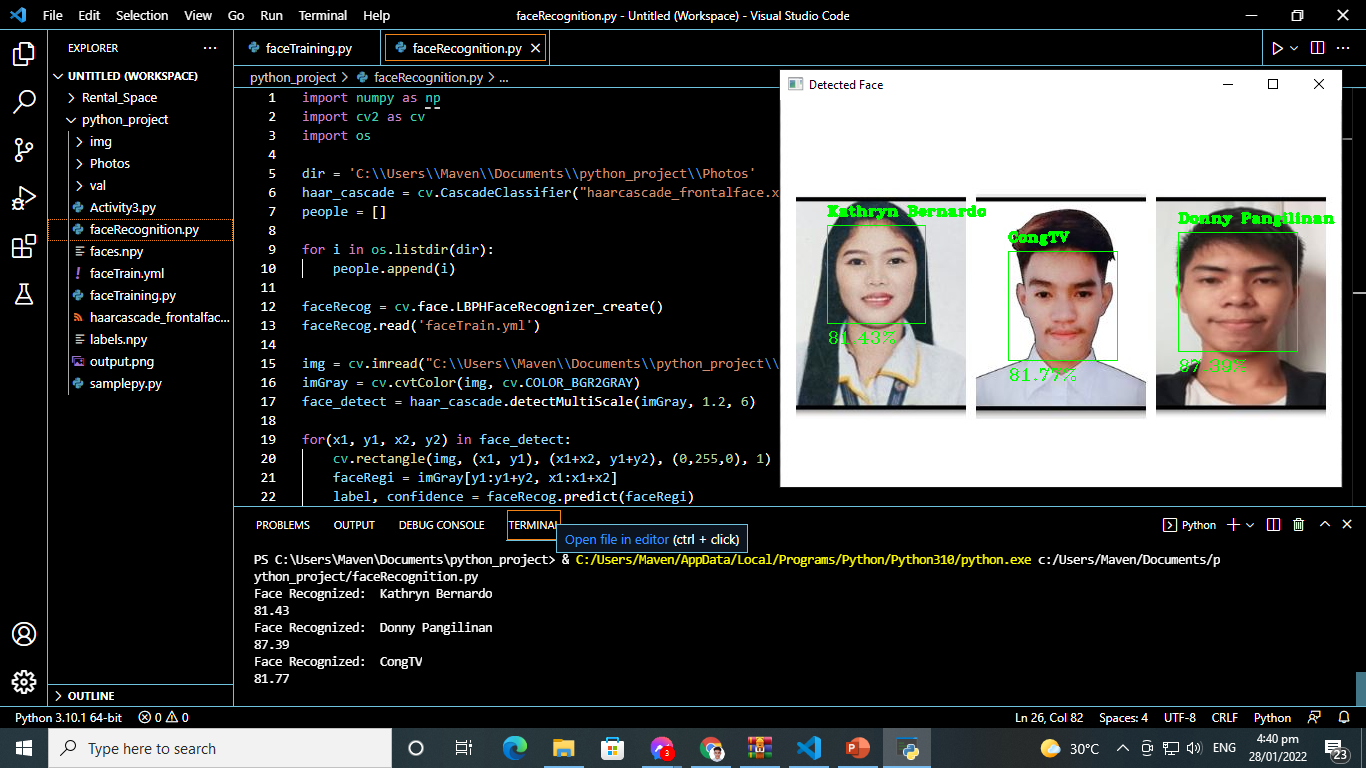 File Edit Selection View Go Run Terminal Help
faceRecognition.py - Untitled (Workspace) - Visual Studio Code
EXPLORER
UNTITLED (WORKSPACE)
Rental_Space
python_project
img
Photos
val
Activity3.py
faceRecognition.py
faces.npy
faceTrain.yml
faceTraining.py
haarcascade_frontalfac...
labels.npy
output.png
samplepy.py
OUTLINE
faceTraining.py faceRecognition.py
python_project > faceRecognition.py > ...
1 import numpy as np
2 import cv2 as cv
3 import os
4
5 dir = 'C:\\Users\\Maven\\Documents\\python_project\\Photos'
6 haar_cascade = cv.CascadeClassifier("haarcascade_frontalface.x
7 people = []
8
9 for i in os.listdir(dir):
10 people.append(i)
11
12 faceRecog = cv.face.LBPHFaceRecognizer_create()
13 faceRecog.read('faceTrain.yml')
14
15 img = cv.imread("C:\\Users\\Maven\\Documents\\python_project\\
16 imGray = cv.cvtColor(img, cv.COLOR_BGR2GRAY)
17 face_detect = haar_cascade.detectMultiScale(imGray, 1.2, 6)
18
19 for(x1, y1, x2, y2) in face_detect:
20 cv.rectangle(img, (x1, y1), (x1+x2, y1+y2), (0,255,0), 1)
21 faceRegi = imGray[y1:y1+y2, x1:x1+x2]
22 label, confidence = faceRecog.predict(faceRegi)
Detected Face
Kathryn Bernardo
81.43%
CongTV
81.77%
Donny Pangilinan
87.39%
PROBLEMS OUTPUT DEBUG CONSOLE TERMINAL
Python
Open file in editor (ctrl + click)
PS C:\Users\Maven\Documents\python_project> & C:/Users/Maven/AppData/Local/Programs/Python/Python310/python.exe c:/Users/Maven/Documents/p
ython_project/faceRecognition.py
Face Recognized:  Kathryn Bernardo
81.43
Face Recognized:  Donny Pangilinan
87.39
Face Recognized:  CongTV
81.77
Python 3.10.1 64-bit 0 0
Ln 26, Col 82 Spaces: 4 UTF-8 CRLF Python
Type here to search
3
30°C
ENG
4:40 pm
28/01/2022
23